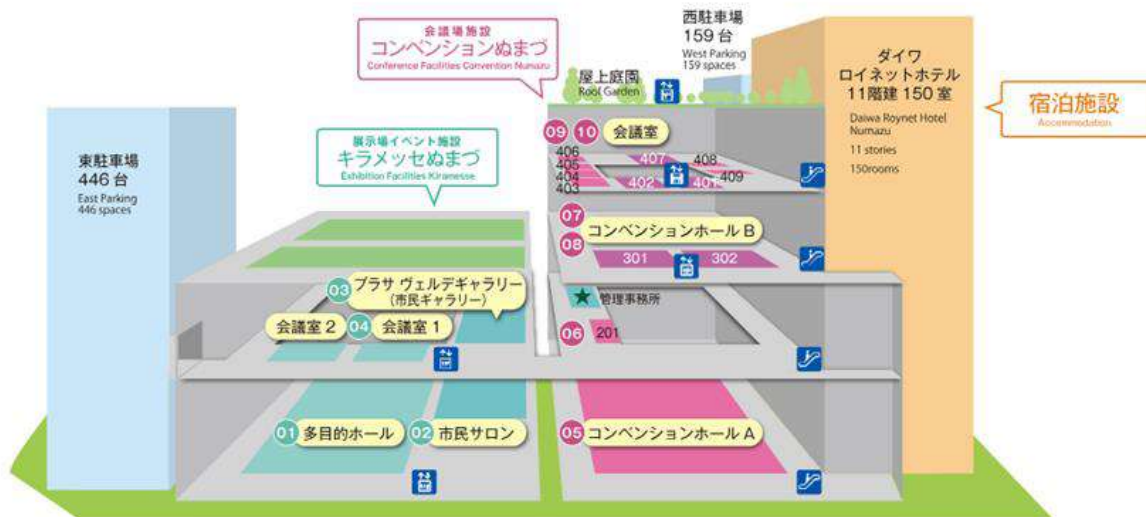 会議場施設
コンベンションぬまづ
Conference Facilities Convention Numazu
西駐車場
159台
West Parking
159 spaces
屋上庭園
Roof Garden
ダイワ
ロイネットホテル
11階建 150室
Daiwa Roynet Hotel
Numazu
11 stories
150rooms
宿泊施設
Accommodation
展示場イベント施設
キラメッセぬまづ
Exhibition Facilities Kiramesse
東駐車場
446台
East Parking
446 spaces
09 10 会議室
406
405
404
403
407
408
409
402
401
07
08
コンベンションホール B
301
302
03 プラサ ヴェルデギャラリー
(市民ギャラリー)
★ 管理事務所
会議室 2
04 会議室 1
06
201
01 多目的ホール
02 市民サロン
05 コンベンションホール A